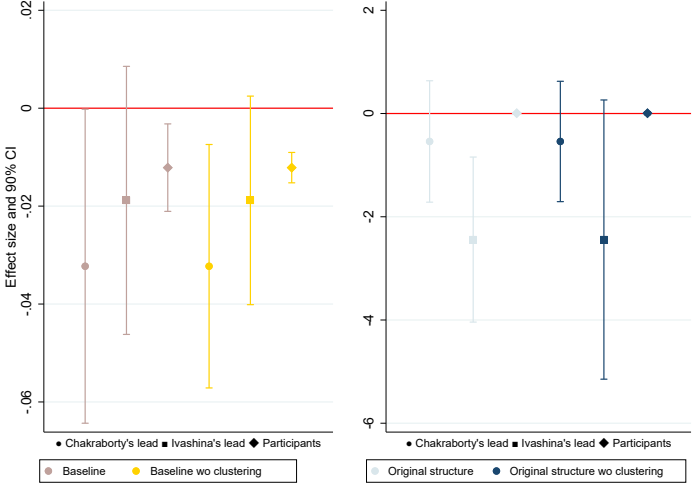 Effect size and 90% CI
.02
0
-.02
-.04
-.06
Chakraborty's lead Ivashina's lead Participants
Baseline Baseline wo clustering
2
0
-2
-4
-6
Chakraborty's lead Ivashina's lead Participants
Original structure Original structure wo clustering